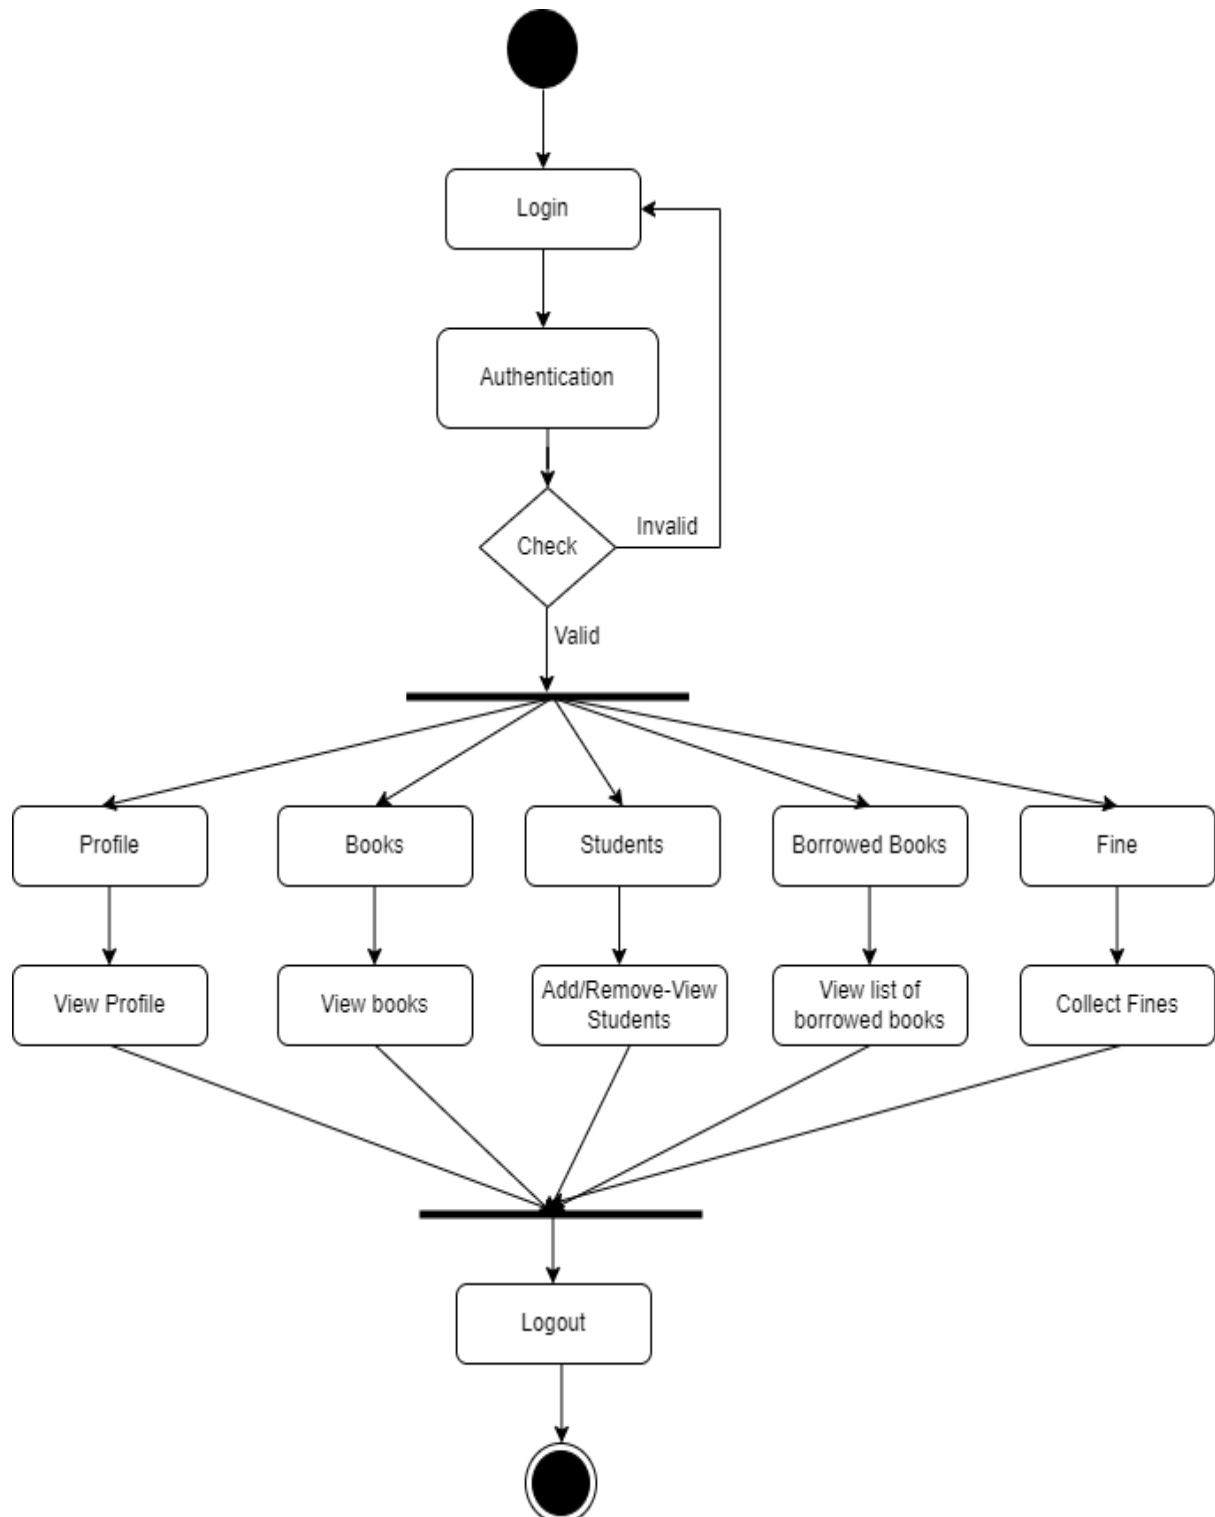 Login
Authentication
Invalid
Check
Valid
Profile
Books
Students
Borrowed Books
Fine
View Profile
View books
Add/Remove-View
Students
View list of
borrowed books
Collect Fines
Logout